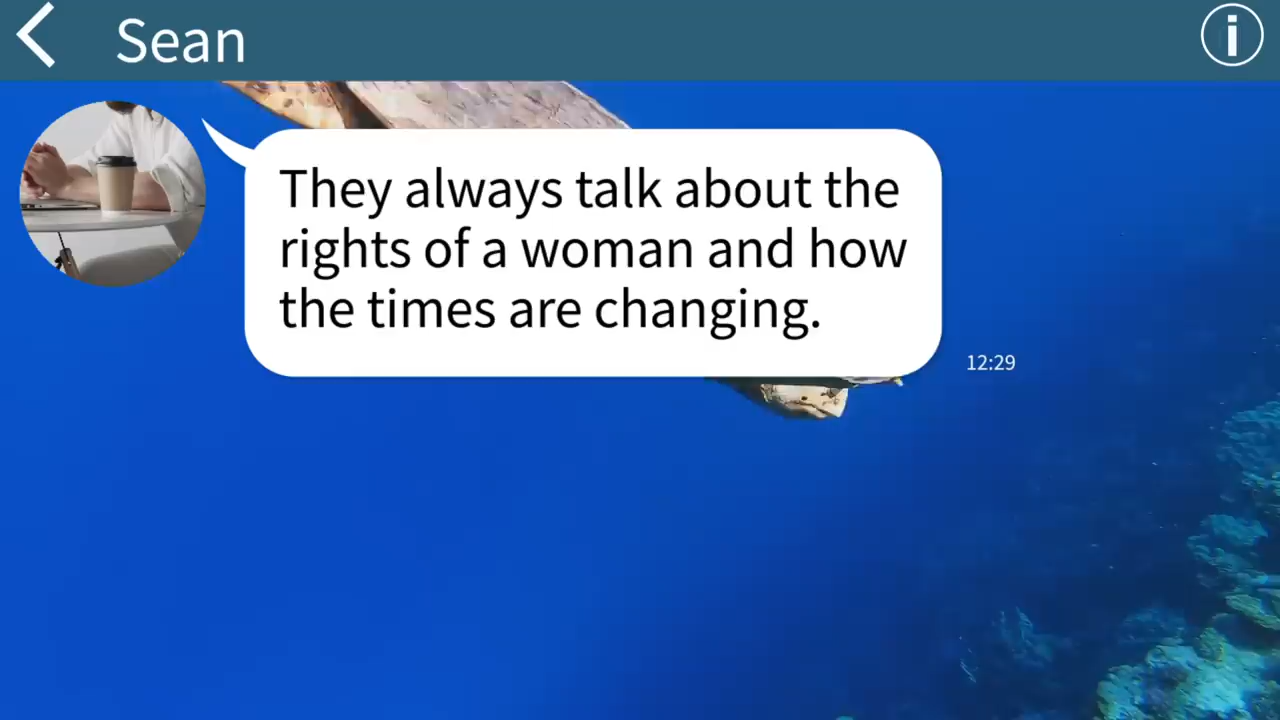 Sean
They always talk about the
rights of a woman and how
the times are changing.
12:29